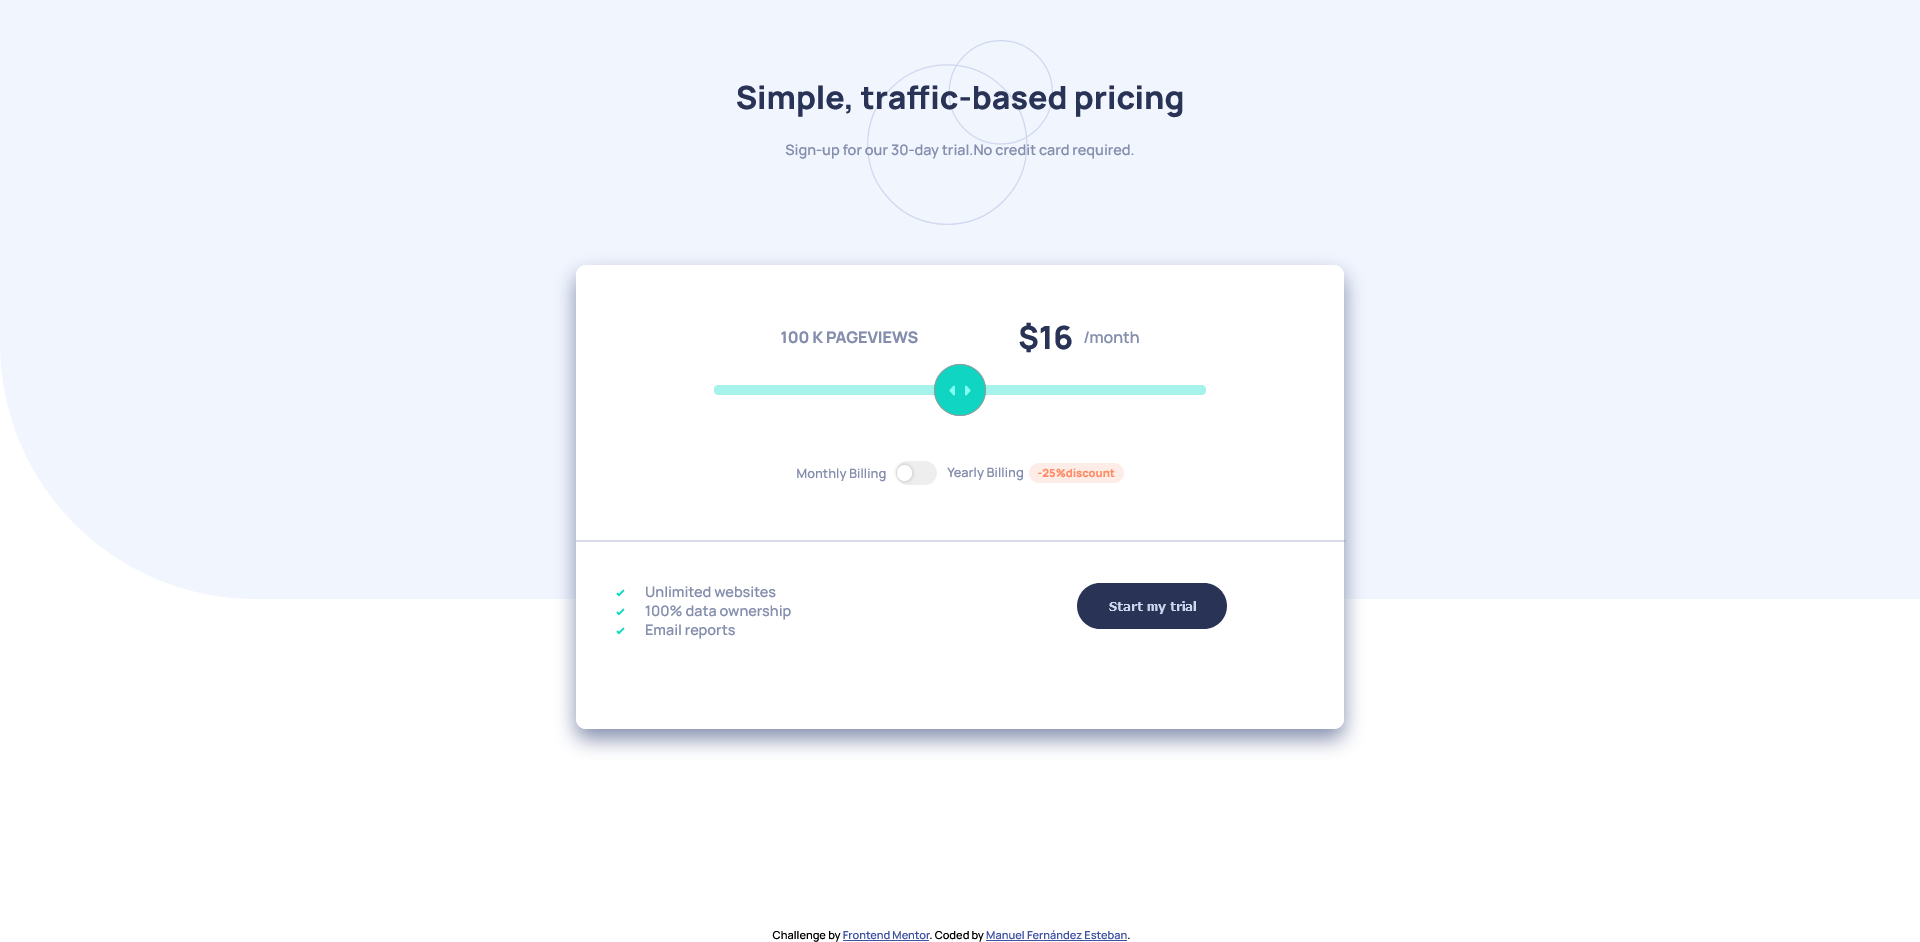 Simple, traffic-based pricing
Sign-up for our 30-day trial.No credit card required.
100 K PAGEVIEWS $16 /month
Monthly Billing Yearly Billing -25%discount
Unlimited websites
100% data ownership
Email reports
Start my trial
Challenge by Frontend Mentor. Coded by Manuel Fernández Esteban.